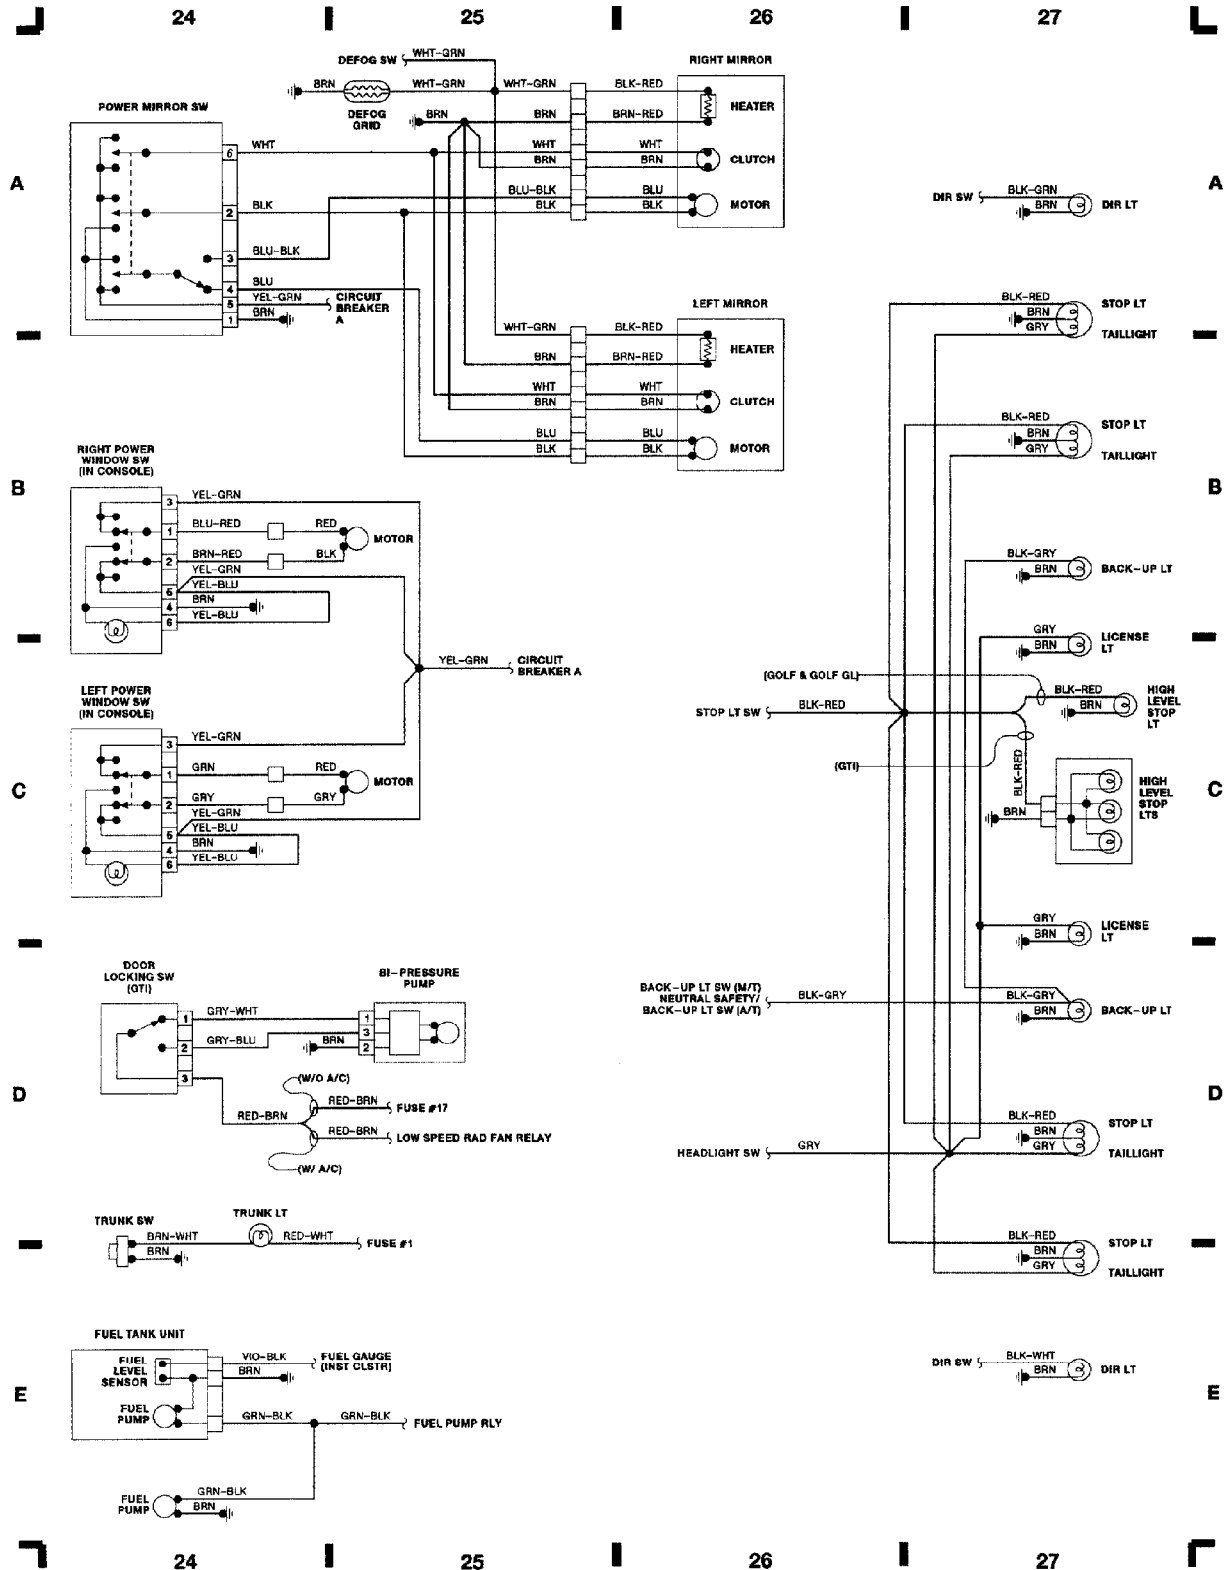 24 25 26 27
DEFOG SW WHT-GRN
RIGHT MIRROR
BRN WHT-GRN WHT-GRN BLK-RED
HEATER
POWER MIRROR SW
DEFOG
GRID
BRN BRN BRN-RED
6 WHT WHT WHT
BRN BRN CLUTCH
A A
BLU-BLK BLU
2 BLK BLK BLK MOTOR
DIR SW BLK-GRN
BRN DIR LT
3 BLU-BLK
4 BLU
5 YEL-GRN CIRCUIT
BREAKER
A
1 BRN
LEFT MIRROR
BLK-RED STOP LT
BRN
GRY TAILLIGHT
WHT-GRN BLK-RED
HEATER
BRN BRN-RED
WHT WHT
BRN BRN CLUTCH
BLU BLU
BLK BLK MOTOR
BLK-RED STOP LT
BRN
GRY TAILLIGHT
RIGHT POWER
WINDOW SW
(IN CONSOLE)
B B
3 YEL-GRN
1 BLU-RED RED
MOTOR
2 BRN-RED BLK
YEL-GRN
5 YEL-BLU
4 BRN
6 YEL-BLU
BLK-GRY
BRN BACK-UP LT
GRY LICENSE
LT
BRN
YEL-GRN CIRCUIT
BREAKER A
(GOLF & GOLF GL)
BLK-RED HIGH
LEVEL
STOP
LT
BRN
STOP LT SW BLK-RED
LEFT POWER
WINDOW SW
(IN CONSOLE)
3 YEL-GRN
(GTI)
BLK-RED
C C
1 GRN RED
MOTOR
2 GRY GRY
YEL-GRN
5 YEL-BLU
4 BRN
6 YEL-BLU
BRN
HIGH
LEVEL
STOP
LTS
GRY LICENSE
LT
BRN
DOOR
LOCKING SW
(GTI)
BI-PRESSURE
PUMP
BACK-UP LT SW (M/T)
NEUTRAL SAFETY/
BACK-UP LT SW (A/T)
BLK-GRY BLK-GRY
BRN BACK-UP LT
1 GRY-WHT 1
3
2 GRY-BLU BRN 2
3
D D
(W/O A/C)
RED-BRN FUSE #17
RED-BRN
RED-BRN LOW SPEED RAD FAN RELAY
(W/ A/C)
BLK-RED STOP LT
BRN
HEADLIGHT SW GRY GRY TAILLIGHT
TRUNK SW TRUNK LT
BRN-WHT RED-WHT FUSE #1
BRN
BLK-RED STOP LT
BRN
GRY TAILLIGHT
FUEL TANK UNIT
FUEL
LEVEL
SENSOR
VIO-BLK FUEL GAUGE
(INST CLSTR)
BRN
DIR SW BLK-WHT
BRN DIR LT
E E
FUEL
PUMP
GRN-BLK GRN-BLK FUEL PUMP RLY
FUEL
PUMP
GRN-BLK
BRN
24 25 26 27